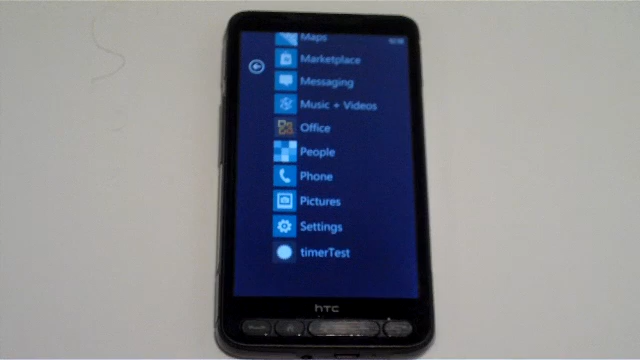 Maps
Marketplace
Messaging
Music + Videos
Office
People
Phone
Pictures
Settings
timerTest
hTC